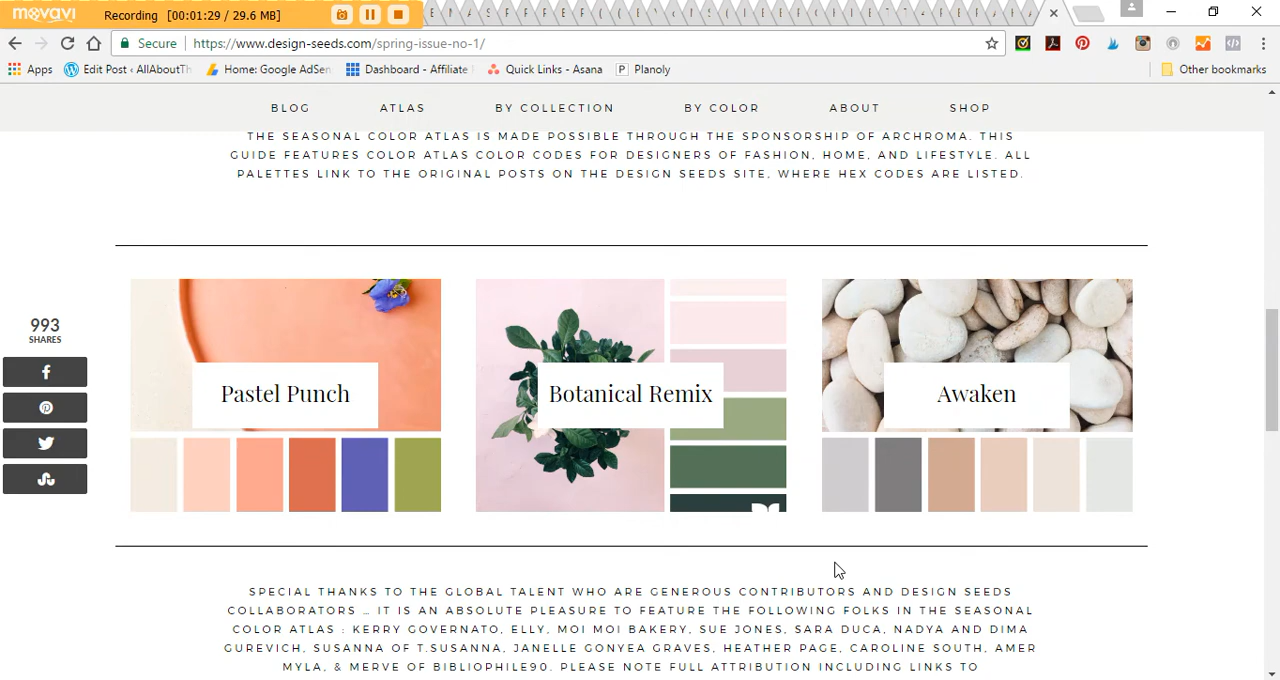 movavi Recording [00:01:29 / 29.6 MB]
Secure https://www.design-seeds.com/spring-issue-no-1/
Apps Edit Post ‹ AllAboutTh Home: Google AdSen Dashboard - Affiliate Quick Links - Asana Planoly Other bookmarks
BLOG ATLAS BY COLLECTION BY COLOR ABOUT SHOP
THE SEASONAL COLOR ATLAS IS MADE POSSIBLE THROUGH THE SPONSORSHIP OF ARCHROMA. THIS
GUIDE FEATURES COLOR ATLAS COLOR CODES FOR DESIGNERS OF FASHION, HOME, AND LIFESTYLE. ALL
PALETTES LINK TO THE ORIGINAL POSTS ON THE DESIGN SEEDS SITE, WHERE HEX CODES ARE LISTED.
993
SHARES
Pastel Punch
Botanical Remix
Awaken
SPECIAL THANKS TO THE GLOBAL TALENT WHO ARE GENEROUS CONTRIBUTORS AND DESIGN SEEDS
COLLABORATORS … IT IS AN ABSOLUTE PLEASURE TO FEATURE THE FOLLOWING FOLKS IN THE SEASONAL
COLOR ATLAS : KERRY GOVERNATO, ELLY, MOI MOI BAKERY, SUE JONES, SARA DUCA, NADYA AND DIMA
GUREVICH, SUSANNA OF T.SUSANNA, JANELLE GONYEA GRAVES, HEATHER PAGE, CAROLINE SOUTH, AMER
MYLA, & MERVE OF BIBLIOPHILE90. PLEASE NOTE FULL ATTRIBUTION INCLUDING LINKS TO